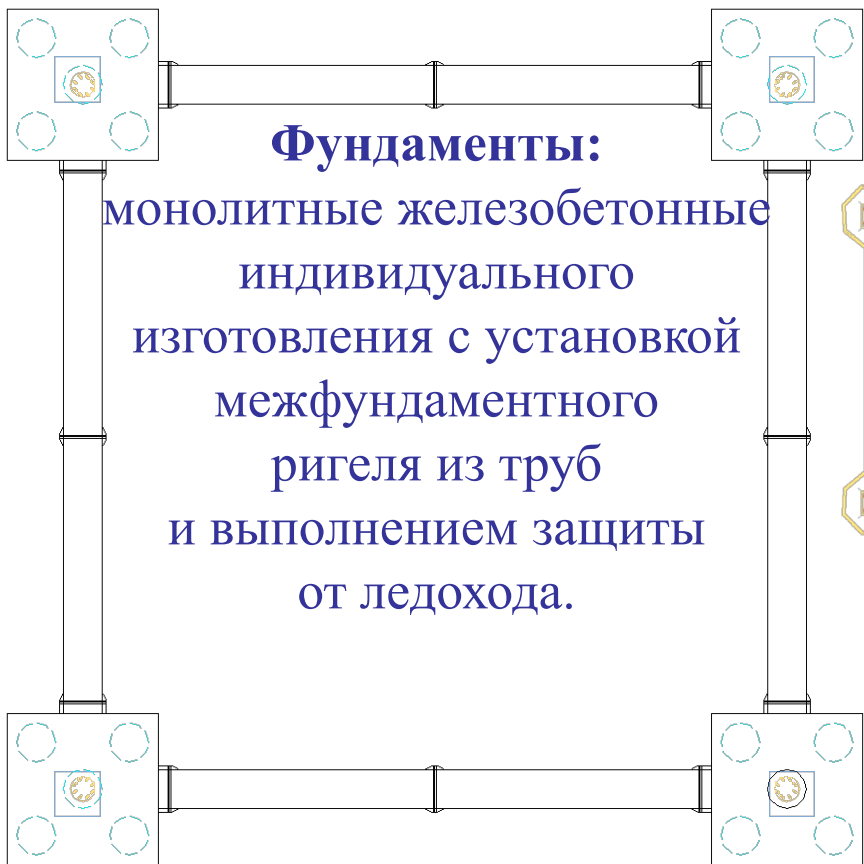 Фундаменты:
монолитные железобетонные
индивидуального
изготовления с установкой
межфундаментного
ригеля из труб
и выполнением защиты
от ледохода.